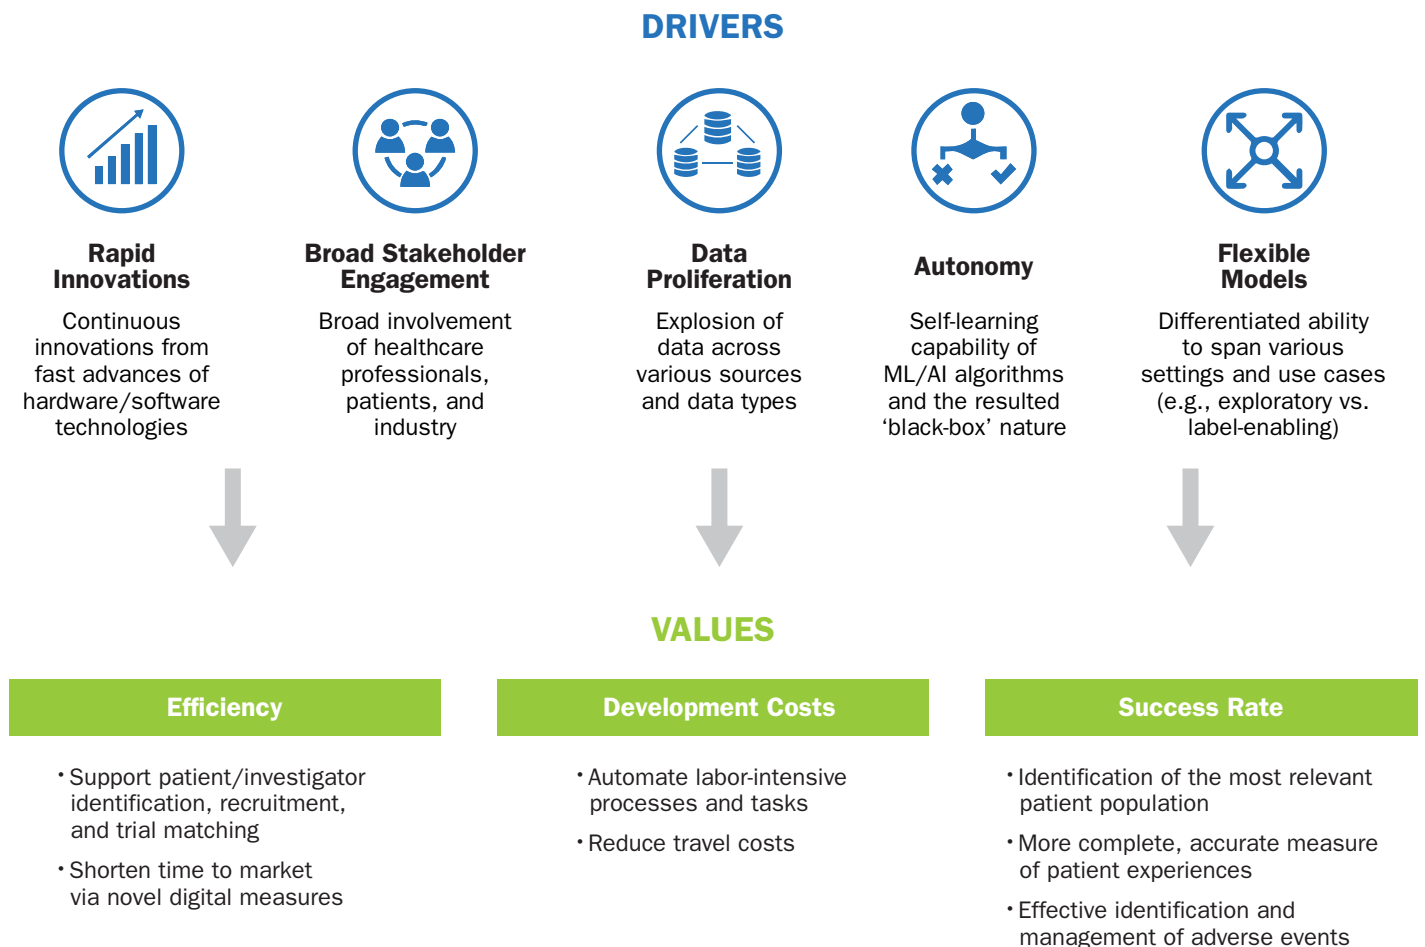 DRIVERS
Rapid
Innovations
Continuous
innovations from
fast advances of
hardware/software
technologies
Broad Stakeholder
Engagement
Broad involvement
of healthcare
professionals,
patients, and
industry
Data
Proliferation
Explosion of
data across
various sources
and data types
Autonomy
Self-learning
capability of
ML/AI algorithms
and the resulted
‘black-box’ nature
Flexible
Models
Differentiated ability
to span various
settings and use cases
(e.g., exploratory vs.
label-enabling)
VALUES
Efficiency
• Support patient/investigator
identification, recruitment,
and trial matching
• Shorten time to market
via novel digital measures
Development Costs
• Automate labor-intensive
processes and tasks
• Reduce travel costs
Success Rate
• Identification of the most relevant
patient population
• More complete, accurate measure
of patient experiences
• Effective identification and
management of adverse events